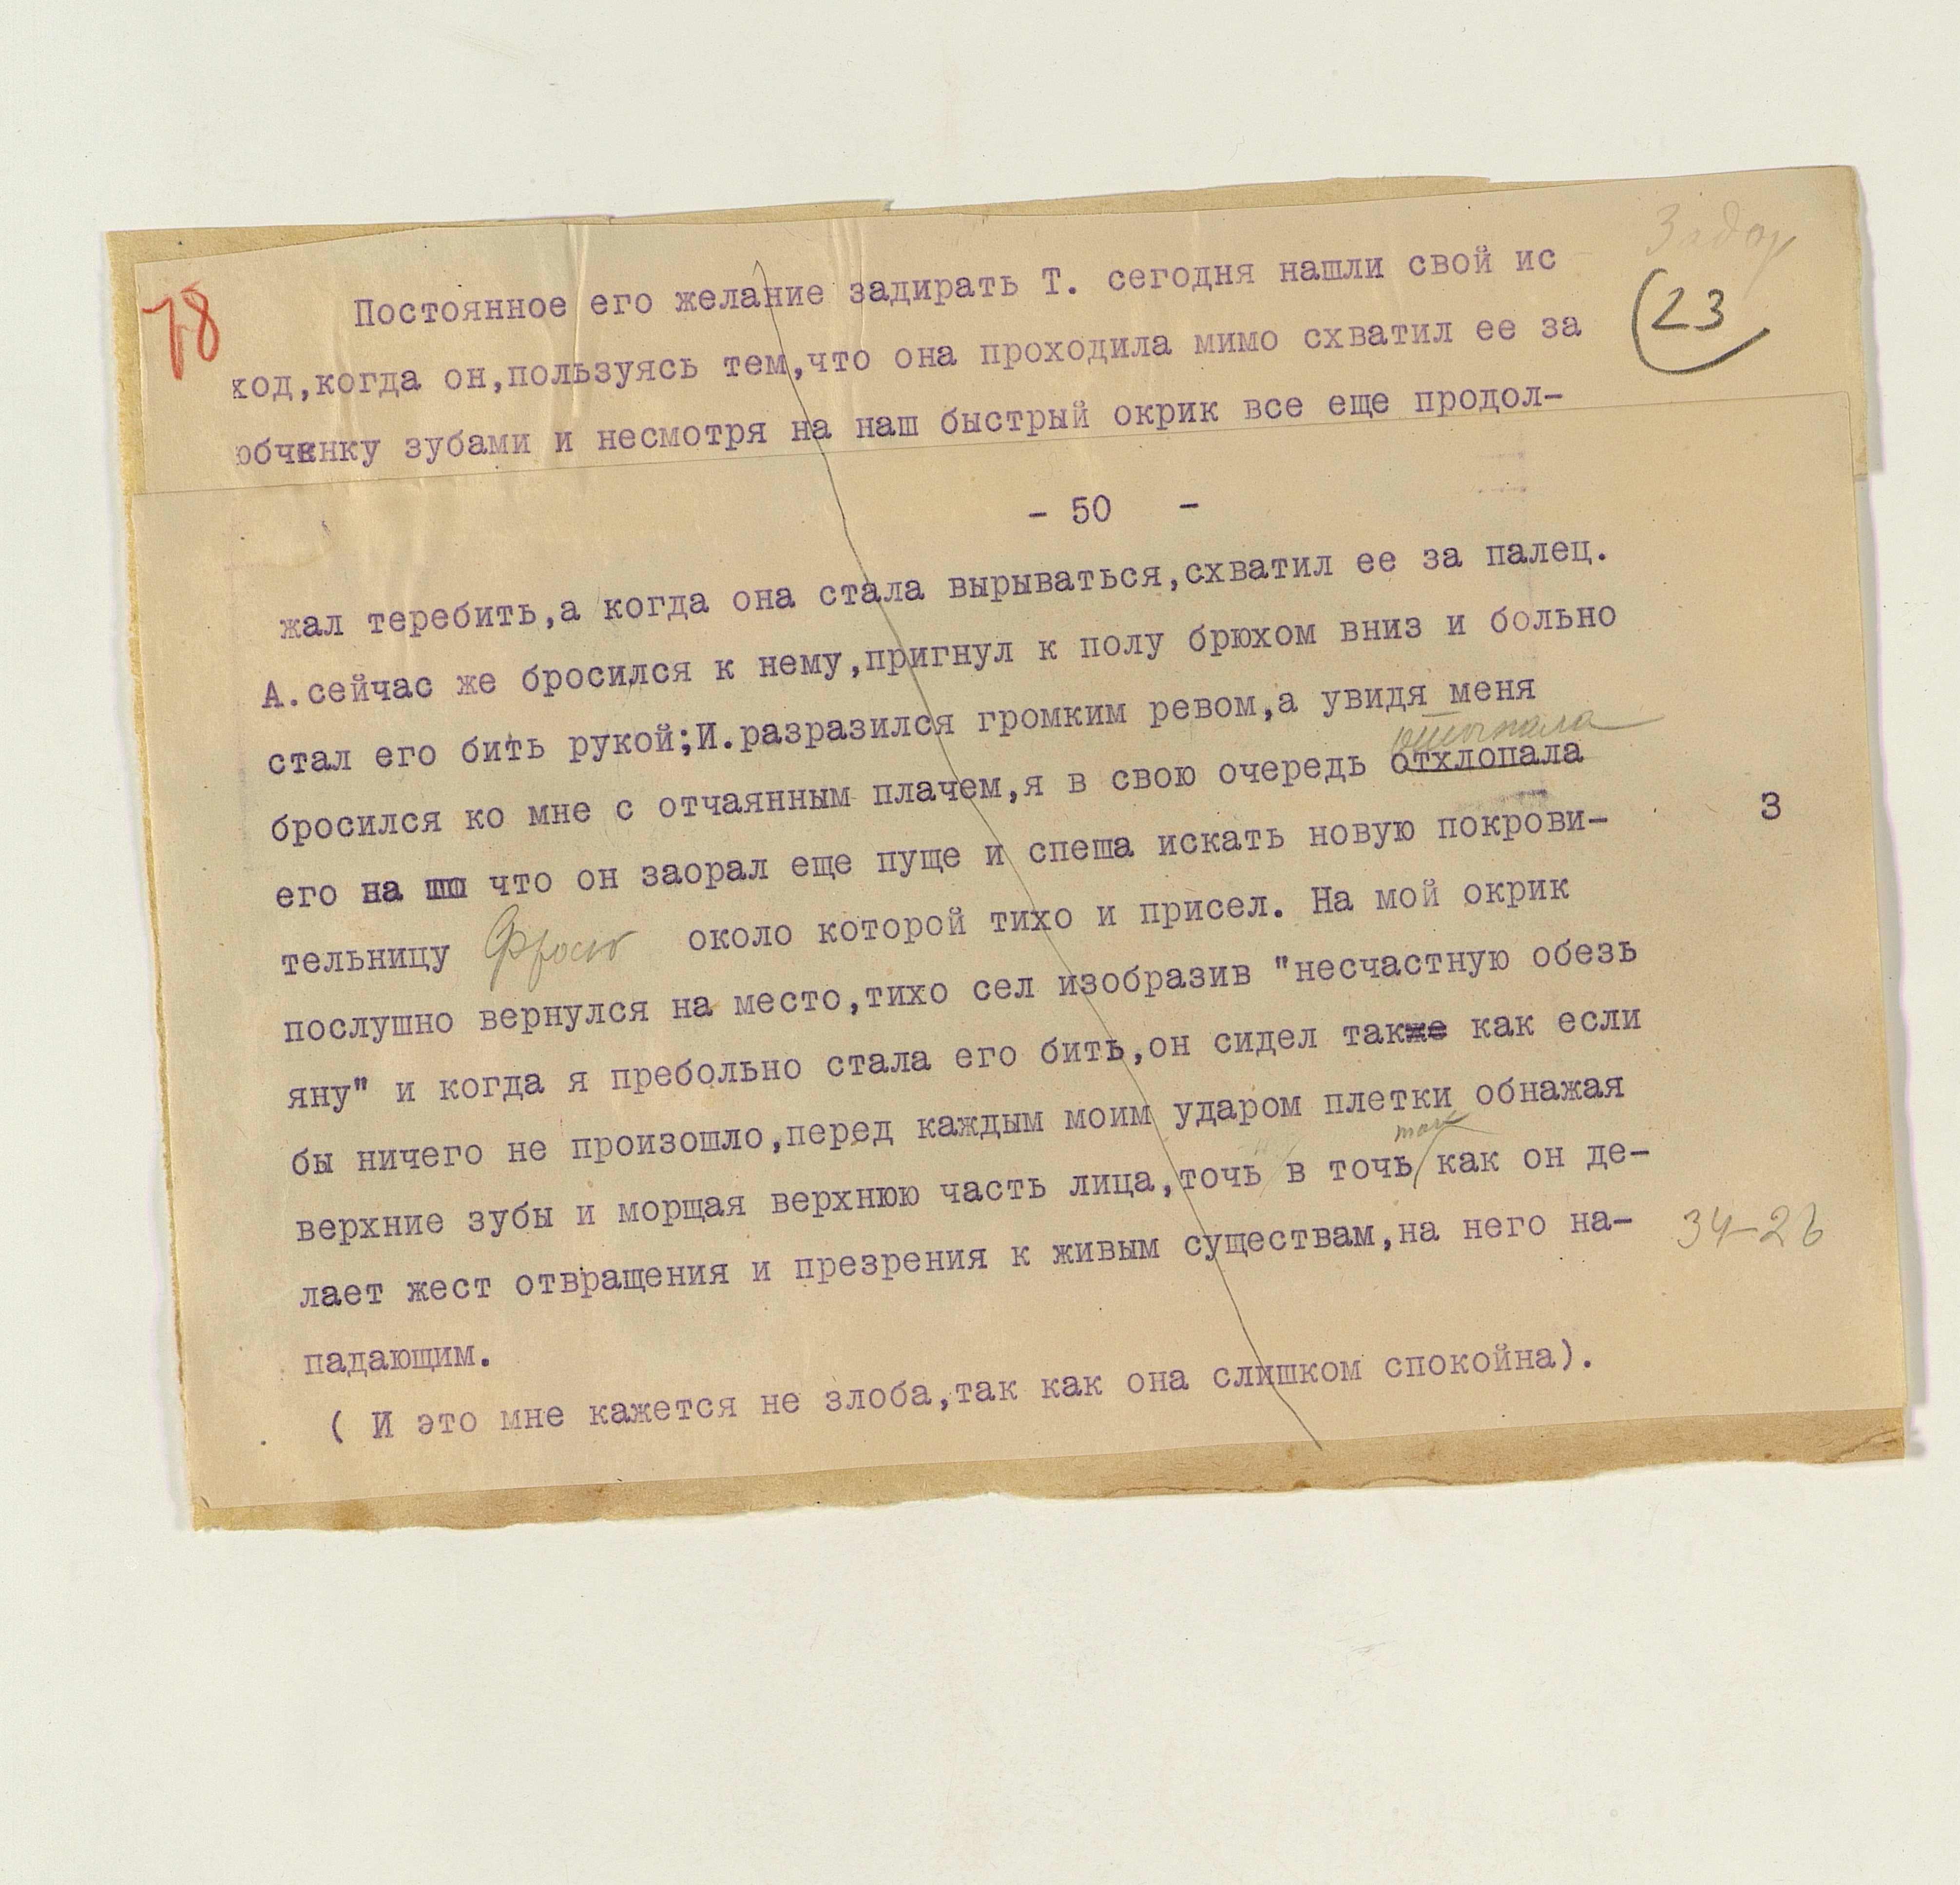 Задор
78
23
Постоянное его желание задирать Т. сегодня нашли свой ис
ход,когда он,пользуясь тем,что она проходила мимо схватил ее за
юбченку зубами и несмотря на наш быстрый окрик все еще продол-
- 50 -
жал теребить,а когда она стала вырываться,схватил ее за палец.
А.сейчас же бросился к нему,пригнул к полу брюхом вниз и больно
стал его бить рукой;И.разразился громким ревом,а увидя меня
бросился ко мне с отчаянным плачем,я в свою очередь отхлопала
его на что он заорал еще пуще и спеша искать новую покрови-
3
тельницу около которой тихо и присел. На мой окрик
послушно вернулся на место,тихо сел изобразив "несчастную обезь
яну" и когда я пребольно стала его бить,он сидел также как если
бы ничего не произошло,перед каждым моим ударом плетки обнажая
так
верхние зубы и морщая верхнюю часть лица,точь в точь как он де-
лает жест отвращения и презрения к живым существам,на него на-
34-26
падающим.
( И это мне кажется не злоба,так как она слишком спокойна).